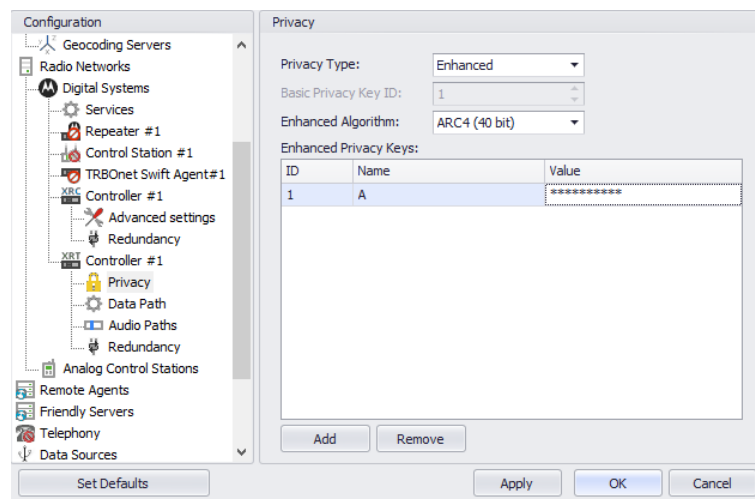 Configuration
Geocoding Servers
Radio Networks
Digital Systems
Services
Repeater #1
Control Station #1
TRBOnet Swift Agent#1
XRC Controller #1
Advanced settings
Redundancy
XRT Controller #1
Privacy
Data Path
Audio Paths
Redundancy
Analog Control Stations
Remote Agents
Friendly Servers
Telephony
Data Sources
Privacy
Privacy Type: Enhanced
Basic Privacy Key ID: 1
Enhanced Algorithm: ARC4 (40 bit)
Enhanced Privacy Keys:
ID Name Value
1 A **********
Add Remove
Set Defaults Apply OK Cancel